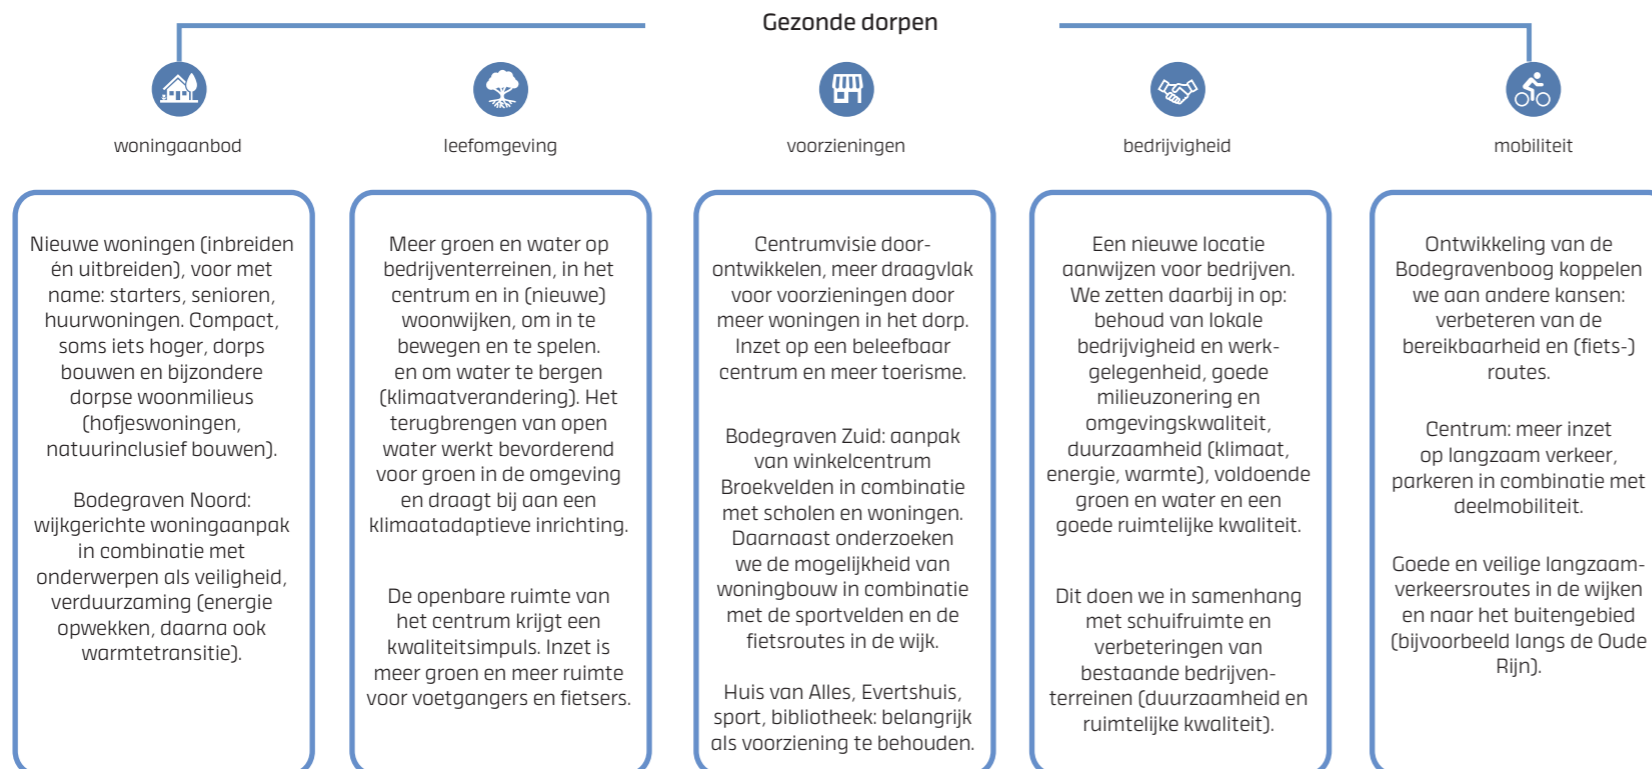 Gezonde dorpen
woningaanbod
Nieuwe woningen (inbreiden
én uitbreiden), voor met
name: starters, senioren,
huurwoningen. Compact,
soms iets hoger, dorps
bouwen en bijzondere
dorpse woonmilieus
(hofjeswoningen,
natuurinclusief bouwen).
Bodegraven Noord:
wijkgerichte woningaanpak
in combinatie met
onderwerpen als veiligheid,
verduurzaming (energie
opwekken, daarna ook
warmtetransitie).
leefomgeving
Meer groen en water op
bedrijventerreinen, in het
centrum en in (nieuwe)
woonwijken, om in te
bewegen en te spelen.
en om water te bergen
(klimaatverandering). Het
terugbrengen van open
water werkt bevorderend
voor groen in de omgeving
en draagt bij aan een
klimaatadaptieve inrichting.
De openbare ruimte van
het centrum krijgt een
kwaliteitsimpuls. Inzet is
meer groen en meer ruimte
voor voetgangers en fietsers.
voorzieningen
Centrumvisie door-
ontwikkelen, meer draagvlak
voor voorzieningen door
meer woningen in het dorp.
Inzet op een beleefbaar
centrum en meer toerisme.
Bodegraven Zuid: aanpak
van winkelcentrum
Broekvelden in combinatie
met scholen en woningen.
Daarnaast onderzoeken
we de mogelijkheid van
woningbouw in combinatie
met de sportvelden en de
fietsroutes in de wijk.
Huis van Alles, Evertshuis,
sport, bibliotheek: belangrijk
als voorziening te behouden.
bedrijvigheid
Een nieuwe locatie
aanwijzen voor bedrijven.
We zetten daarbij in op:
behoud van lokale
bedrijvigheid en werk-
gelegenheid, goede
milieuzonering en
omgevingskwaliteit,
duurzaamheid (klimaat,
energie, warmte), voldoende
groen en water en een
goede ruimtelijke kwaliteit.
Dit doen we in samenhang
met schuifruimte en
verbeteringen van
bestaande bedrijven-
terreinen (duurzaamheid en
ruimtelijke kwaliteit).
mobiliteit
Ontwikkeling van de
Bodegravenboog koppelen
we aan andere kansen:
verbeteren van de
bereikbaarheid en (fiets-)
routes.
Centrum: meer inzet
op langzaam verkeer,
parkeren in combinatie met
deelmobiliteit.
Goede en veilige langzaam-
verkeersroutes in de wijken
en naar het buitengebied
(bijvoorbeeld langs de Oude
Rijn).